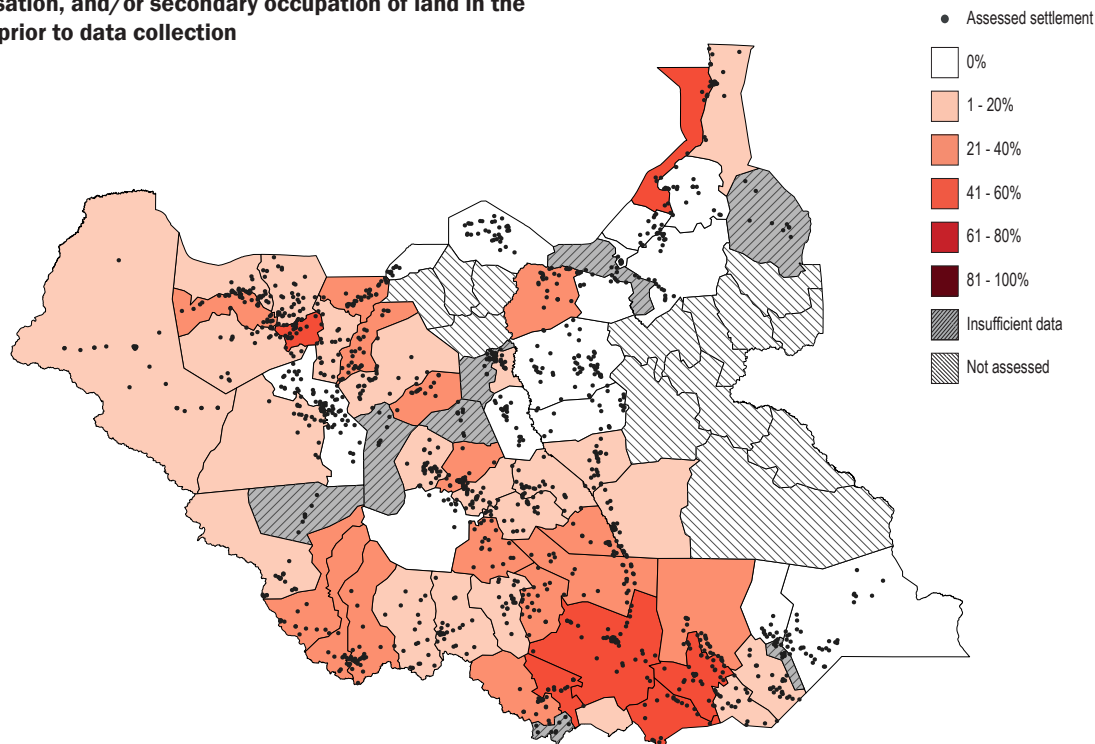 sation, and/or secondary occupation of land in the
prior to data collection
Assessed settlement
0%
1 - 20%
21 - 40%
41 - 60%
61 - 80%
81 - 100%
Insufficient data
Not assessed